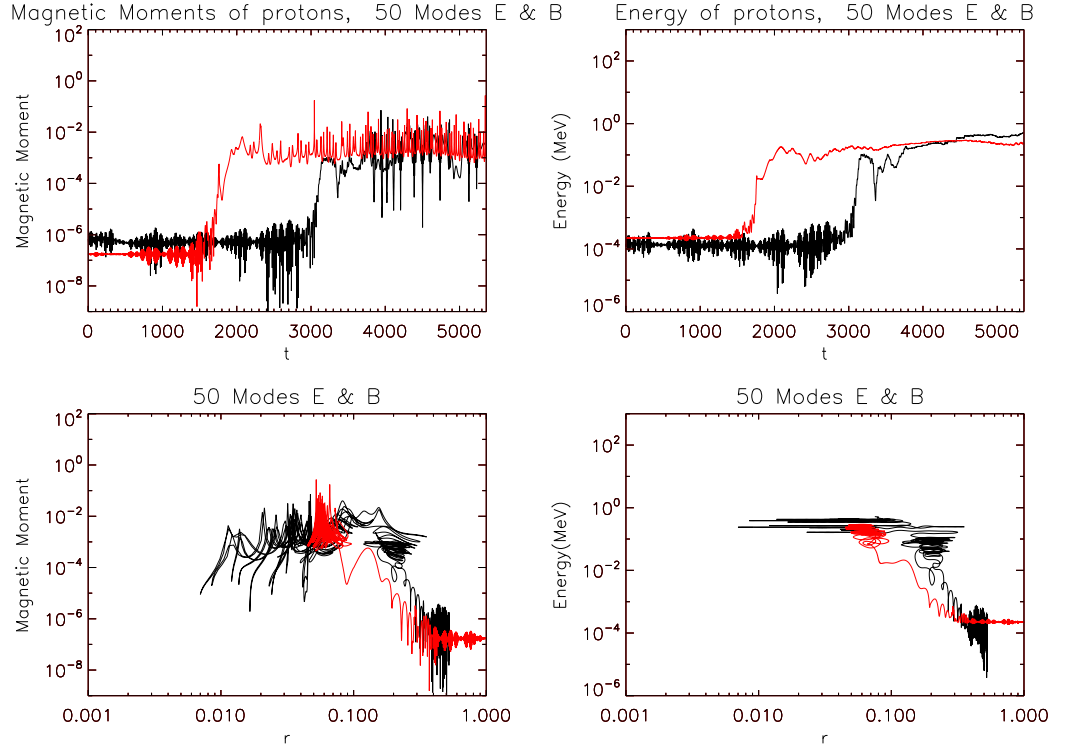 Magnetic Moments of protons, 50 Modes E & B
Magnetic Moment
10^2
10^0
10^-2
10^-4
10^-6
10^-8
0 1000 2000 3000 4000 5000
t
Energy of protons, 50 Modes E & B
Energy (MeV)
10^2
10^0
10^-2
10^-4
10^-6
0 1000 2000 3000 4000 5000
t
50 Modes E & B
Magnetic Moment
10^2
10^0
10^-2
10^-4
10^-6
10^-8
0.001 0.010 0.100 1.000
r
50 Modes E & B
Energy(MeV)
10^2
10^0
10^-2
10^-4
10^-6
0.001 0.010 0.100 1.000
r